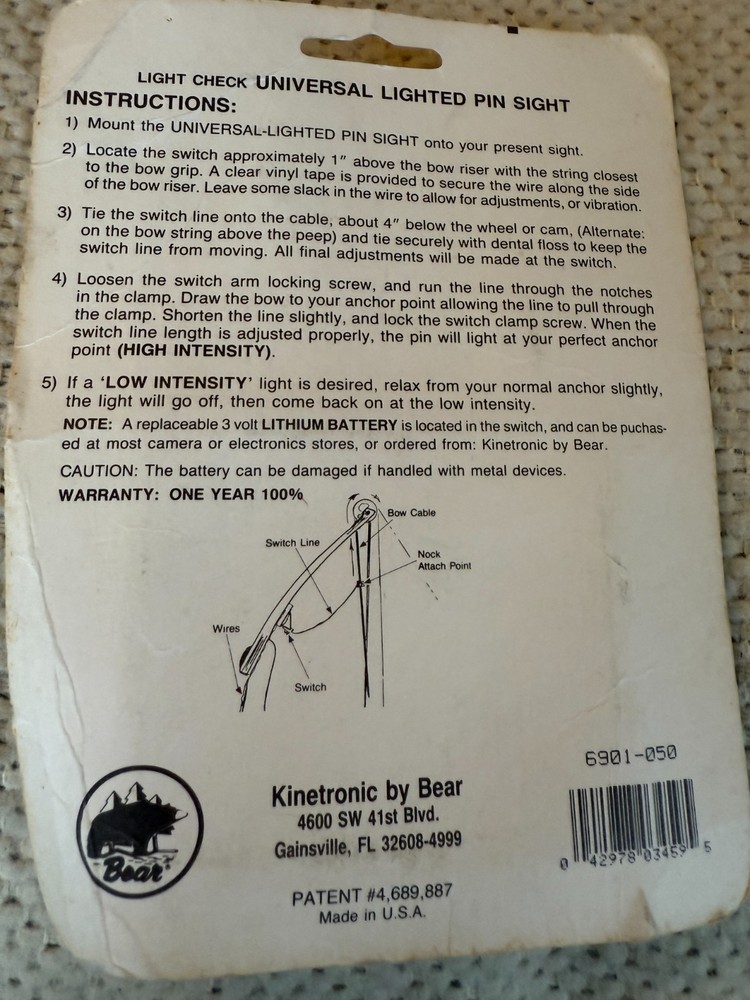 LIGHT CHECK UNIVERSAL LIGHTED PIN SIGHT
INSTRUCTIONS:
1) Mount the UNIVERSAL-LIGHTED PIN SIGHT onto your present sight.
2) Locate the switch approximately 1" above the bow riser with the string closest
to the bow grip. A clear vinyl tape is provided to secure the wire along the side
of the bow riser. Leave some slack in the wire to allow for adjustments, or vibration.
3) Tie the switch line onto the cable, about 4" below the wheel or cam, (Alternate:
on the bow string above the peep) and tie securely with dental floss to keep the
switch line from moving. All final adjustments will be made at the switch.
4) Loosen the switch arm locking screw, and run the line through the notches
in the clamp. Draw the bow to your anchor point allowing the line to pull through
the clamp. Shorten the line slightly, and lock the switch clamp screw. When the
switch line length is adjusted properly, the pin will light at your perfect anchor
point (HIGH INTENSITY).
5) If a 'LOW INTENSITY' light is desired, relax from your normal anchor slightly,
the light will go off, then come back on at the low intensity.
NOTE: A replaceable 3 volt LITHIUM BATTERY is located in the switch, and can be puchas-
ed at most camera or electronics stores, or ordered from: Kinetronic by Bear.
CAUTION: The battery can be damaged if handled with metal devices.
WARRANTY: ONE YEAR 100%
Bow Cable
Switch Line
Nock
Attach Point
Wires
Switch
6901-050
Kinetronic by Bear
4600 SW 41st Blvd.
Gainsville, FL 32608-4999
Bear®
0 42978 03459 5
PATENT #4,689,887
Made in U.S.A.